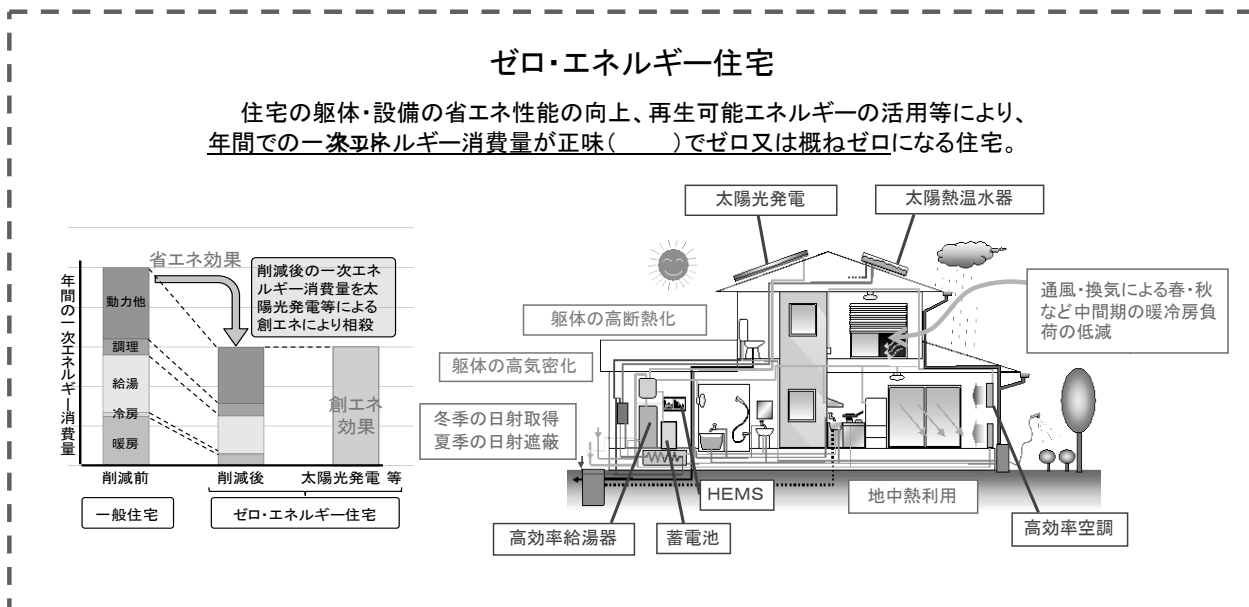 ゼロ・エネルギー住宅
住宅の躯体・設備の省エネ性能の向上、再生可能エネルギーの活用等により、
年間での一次エネルギー消費量が正味(　　)でゼロ又は概ねゼロになる住宅。
年間の一次エネルギー消費量
省エネ効果
削減後の一次エネ
ルギー消費量を太
陽光発電等による
創エネにより相殺
動力他
調理
給湯
冷房
暖房
創エネ
効果
削減前
削減後
太陽光発電 等
一般住宅
ゼロ・エネルギー住宅
太陽光発電
太陽熱温水器
躯体の高断熱化
躯体の高気密化
冬季の日射取得
夏季の日射遮蔽
通風・換気による春・秋
など中間期の暖冷房負
荷の低減
HEMS
地中熱利用
高効率給湯器
蓄電池
高効率空調